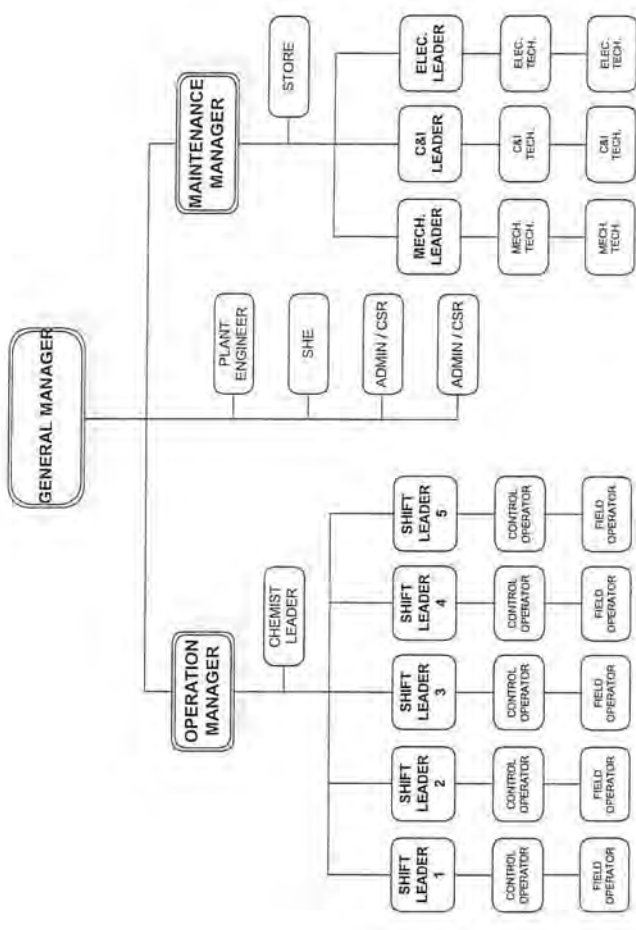 GENERAL MANAGER
OPERATION
MANAGER
MAINTENANCE
MANAGER
PLANT
ENGINEER
SHE
ADMIN / CSR
ADMIN / CSR
CHEMIST
LEADER
STORE
SHIFT
LEADER
1
SHIFT
LEADER
2
SHIFT
LEADER
3
SHIFT
LEADER
4
SHIFT
LEADER
5
MECH.
LEADER
C&I
LEADER
ELEC.
LEADER
CONTROL
OPERATOR
CONTROL
OPERATOR
CONTROL
OPERATOR
CONTROL
OPERATOR
CONTROL
OPERATOR
MECH.
TECH.
C&I
TECH.
ELEC.
TECH.
FIELD
OPERATOR
FIELD
OPERATOR
FIELD
OPERATOR
FIELD
OPERATOR
FIELD
OPERATOR
MECH.
TECH.
C&I
TECH.
ELEC.
TECH.